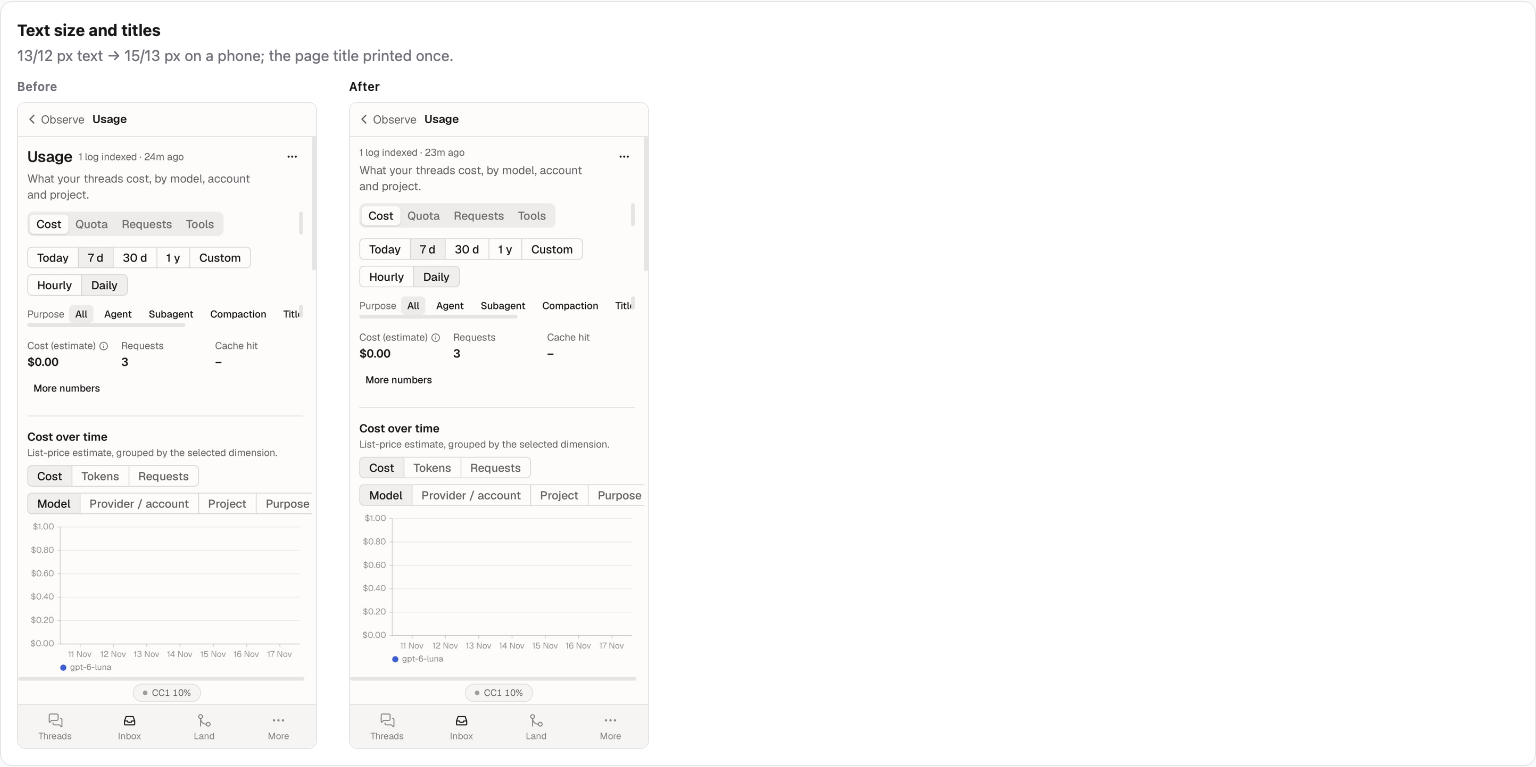 Text size and titles
13/12 px text → 15/13 px on a phone; the page title printed once.
Before
Observe Usage
Usage 1 log indexed · 24m ago
What your threads cost, by model, account
and project.
Cost Quota Requests Tools
Today 7 d 30 d 1 y Custom
Hourly Daily
Purpose All Agent Subagent Compaction Title
Cost (estimate) Requests Cache hit
$0.00 3 –
More numbers
Cost over time
List-price estimate, grouped by the selected dimension.
Cost Tokens Requests
Model Provider / account Project Purpose
$1.00
$0.80
$0.60
$0.40
$0.20
$0.00
11 Nov 12 Nov 13 Nov 14 Nov 15 Nov 16 Nov 17 Nov
gpt-6-luna
CC1 10%
Threads Inbox Land More
After
Observe Usage
1 log indexed · 23m ago
What your threads cost, by model, account
and project.
Cost Quota Requests Tools
Today 7 d 30 d 1 y Custom
Hourly Daily
Purpose All Agent Subagent Compaction Title
Cost (estimate) Requests Cache hit
$0.00 3 –
More numbers
Cost over time
List-price estimate, grouped by the selected dimension.
Cost Tokens Requests
Model Provider / account Project Purpose
$1.00
$0.80
$0.60
$0.40
$0.20
$0.00
11 Nov 12 Nov 13 Nov 14 Nov 15 Nov 16 Nov 17 Nov
gpt-6-luna
CC1 10%
Threads Inbox Land More